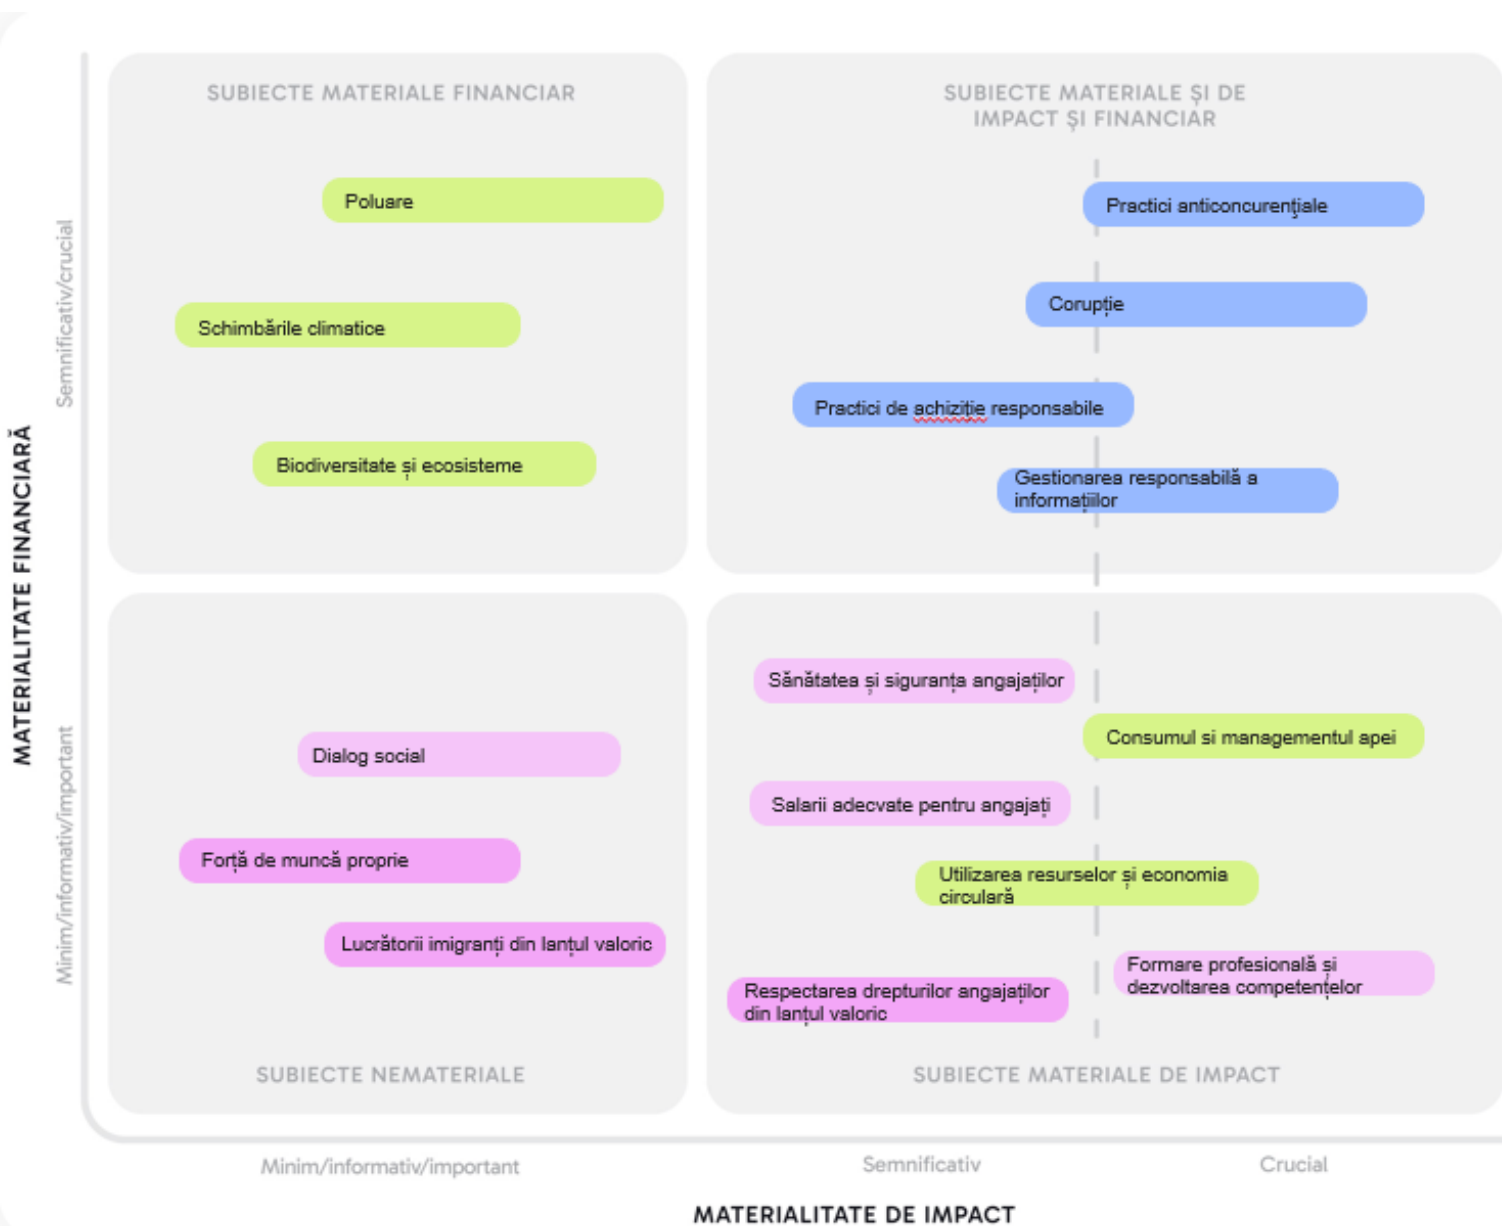 SUBIECTE MATERIALE FINANCIAR
SUBIECTE MATERIALE ȘI DE
IMPACT ȘI FINANCIAR
Poluare
Practici anticoncurențiale
Schimbările climatice
Corupție
Practici de achiziție responsabile
Biodiversitate și ecosisteme
Gestionarea responsabilă a
informațiilor
Semnificativ/crucial
MATERIALITATE FINANCIARĂ
Minim/informativ/important
Sănătatea și siguranța angajaților
Consumul si managementul apei
Dialog social
Salarii adecvate pentru angajați
Forță de muncă proprie
Utilizarea resurselor și economia
circulară
Lucrătorii imigranți din lanțul valoric
Formare profesională și
dezvoltarea competențelor
Respectarea drepturilor angajaților
din lanțul valoric
SUBIECTE NEMATERIALE
SUBIECTE MATERIALE DE IMPACT
Minim/informativ/important
Semnificativ
Crucial
MATERIALITATE DE IMPACT